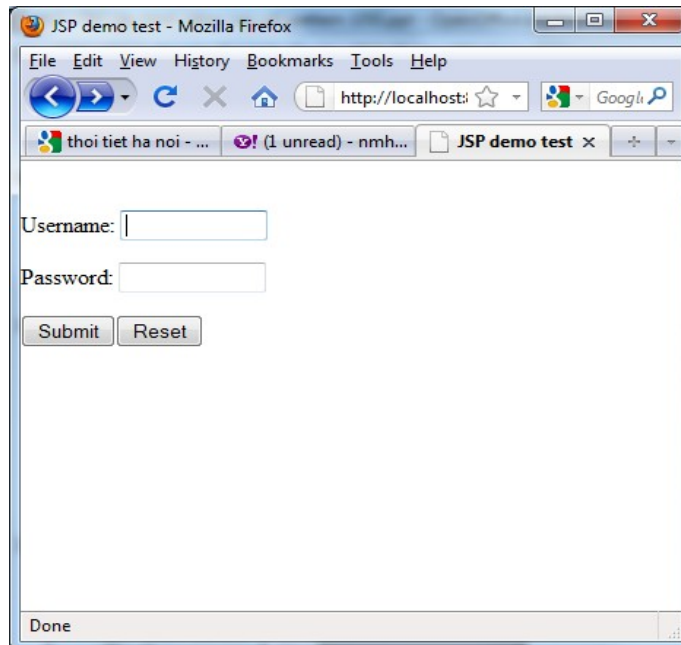 JSP demo test - Mozilla Firefox
File Edit View History Bookmarks Tools Help
http://localhost: Google
thoi tiet ha noi - ... Y! (1 unread) - nmh... JSP demo test
Username:
Password:
Submit Reset
Done